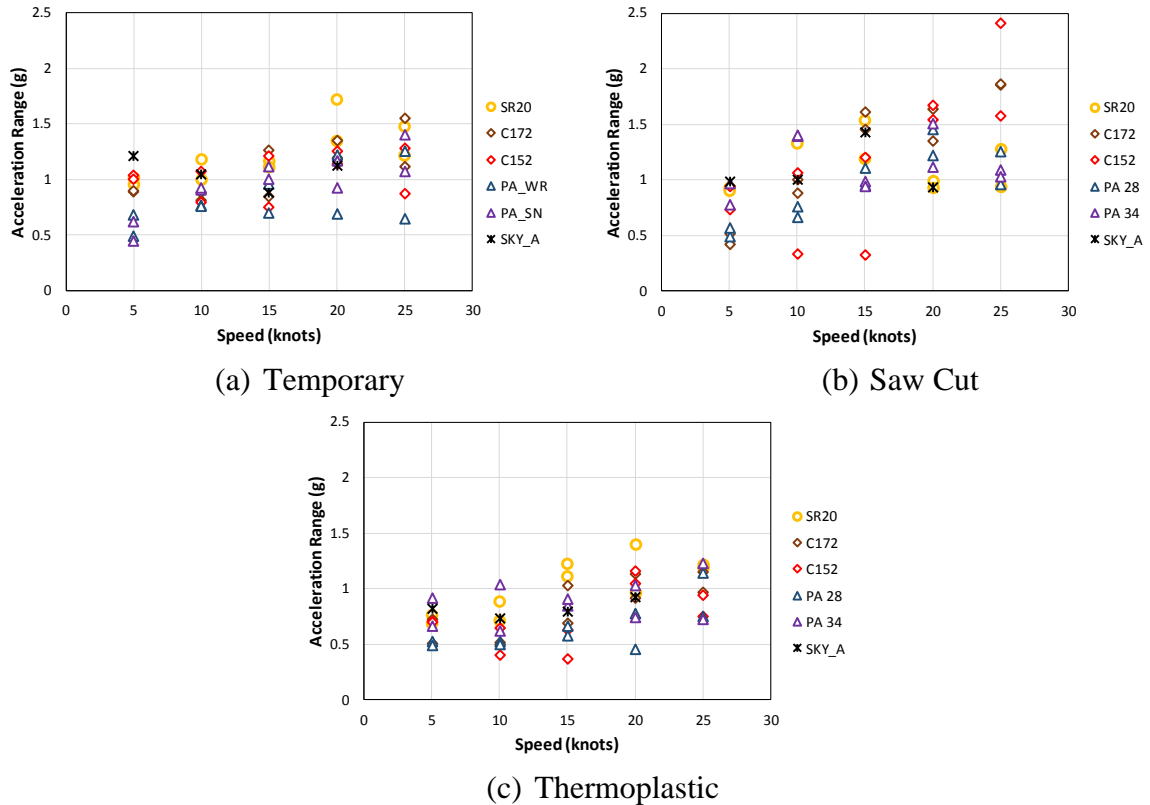 2.5
2
1.5
1
0.5
0
Acceleration Range (g)
0 5 10 15 20 25 30
Speed (knots)
SR20
C172
C152
PA_WR
PA_SN
SKY_A
(a) Temporary
2.5
2
1.5
1
0.5
0
Acceleration Range (g)
0 5 10 15 20 25 30
Speed (knots)
SR20
C172
C152
PA 28
PA 34
SKY_A
(b) Saw Cut
2.5
2
1.5
1
0.5
0
Acceleration Range (g)
0 5 10 15 20 25 30
Speed (knots)
SR20
C172
C152
PA 28
PA 34
SKY_A
(c) Thermoplastic